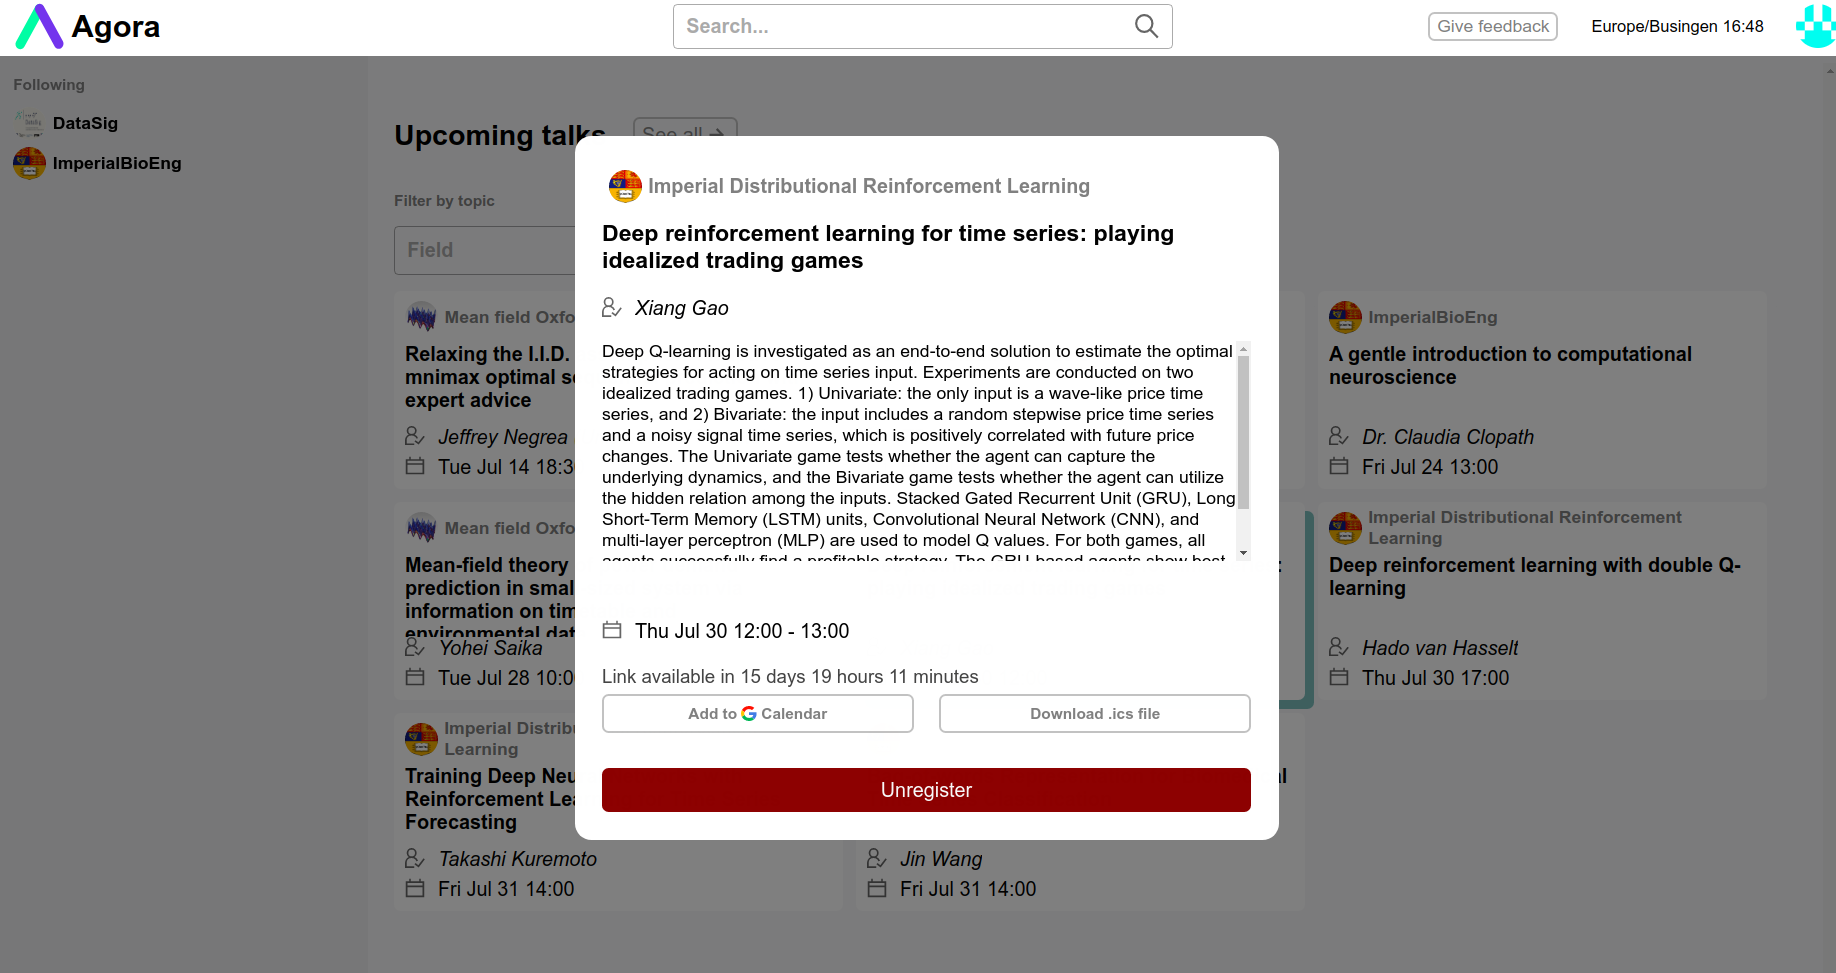 Agora
Search...
Give feedback
Europe/Busingen 16:48
Following
DataSig
ImperialBioEng
Upcoming talks
See all →
Filter by topic
Field
Mean field Oxfo
Relaxing the I.I.D.
mnimax optimal se
expert advice
Jeffrey Negrea
Tue Jul 14 18:3
ImperialBioEng
A gentle introduction to computational
neuroscience
Dr. Claudia Clopath
Fri Jul 24 13:00
Mean field Oxfo
Mean-field theory
prediction in smal
information on tim
environmental dat
Yohei Saika
Tue Jul 28 10:0
:
Imperial Distributional Reinforcement
Learning
Deep reinforcement learning with double Q-
learning
Hado van Hasselt
Thu Jul 30 17:00
Imperial Distribu
Learning
Training Deep Neu
Reinforcement Lea
Forecasting
Takashi Kuremoto
Fri Jul 31 14:00
l
Jin Wang
Fri Jul 31 14:00
Imperial Distributional Reinforcement Learning
Deep reinforcement learning for time series: playing
idealized trading games
Xiang Gao
Deep Q-learning is investigated as an end-to-end solution to estimate the optimal
strategies for acting on time series input. Experiments are conducted on two
idealized trading games. 1) Univariate: the only input is a wave-like price time
series, and 2) Bivariate: the input includes a random stepwise price time series
and a noisy signal time series, which is positively correlated with future price
changes. The Univariate game tests whether the agent can capture the
underlying dynamics, and the Bivariate game tests whether the agent can utilize
the hidden relation among the inputs. Stacked Gated Recurrent Unit (GRU), Long
Short-Term Memory (LSTM) units, Convolutional Neural Network (CNN), and
multi-layer perceptron (MLP) are used to model Q values. For both games, all
agents successfully find a profitable strategy. The GRU-based agents show best
Thu Jul 30 12:00 - 13:00
Link available in 15 days 19 hours 11 minutes
Add to G Calendar
Download .ics file
Unregister